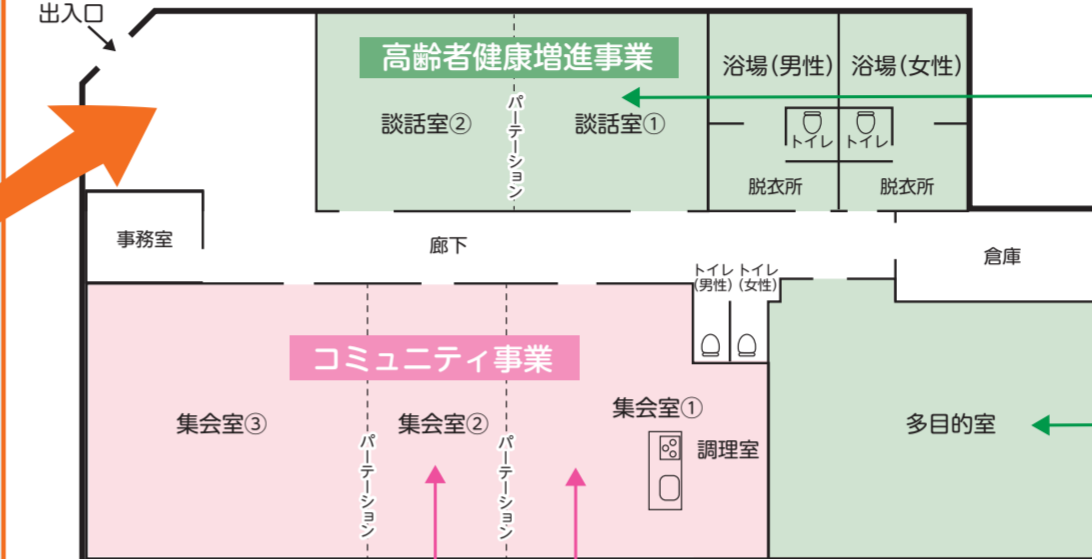 出入口
高齢者健康増進事業
談話室②
パーテーション
談話室①
浴場(男性)
浴場(女性)
トイレ
トイレ
脱衣所
脱衣所
事務室
廊下
倉庫
トイレ
(男性)
トイレ
(女性)
コミュニティ事業
集会室③
パーテーション
集会室②
パーテーション
集会室①
調理室
多目的室